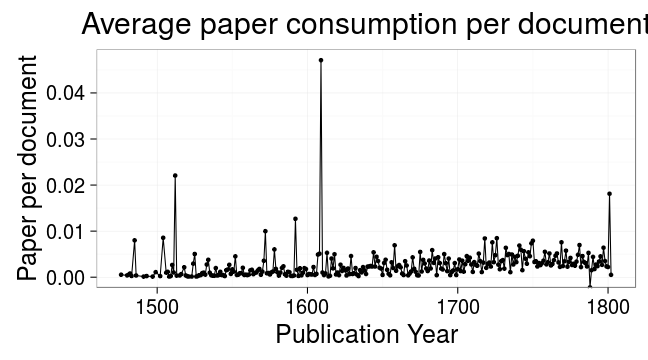 Average paper consumption per document
Paper per document
0.04
0.03
0.02
0.01
0.00
1500 1600 1700 1800
Publication Year